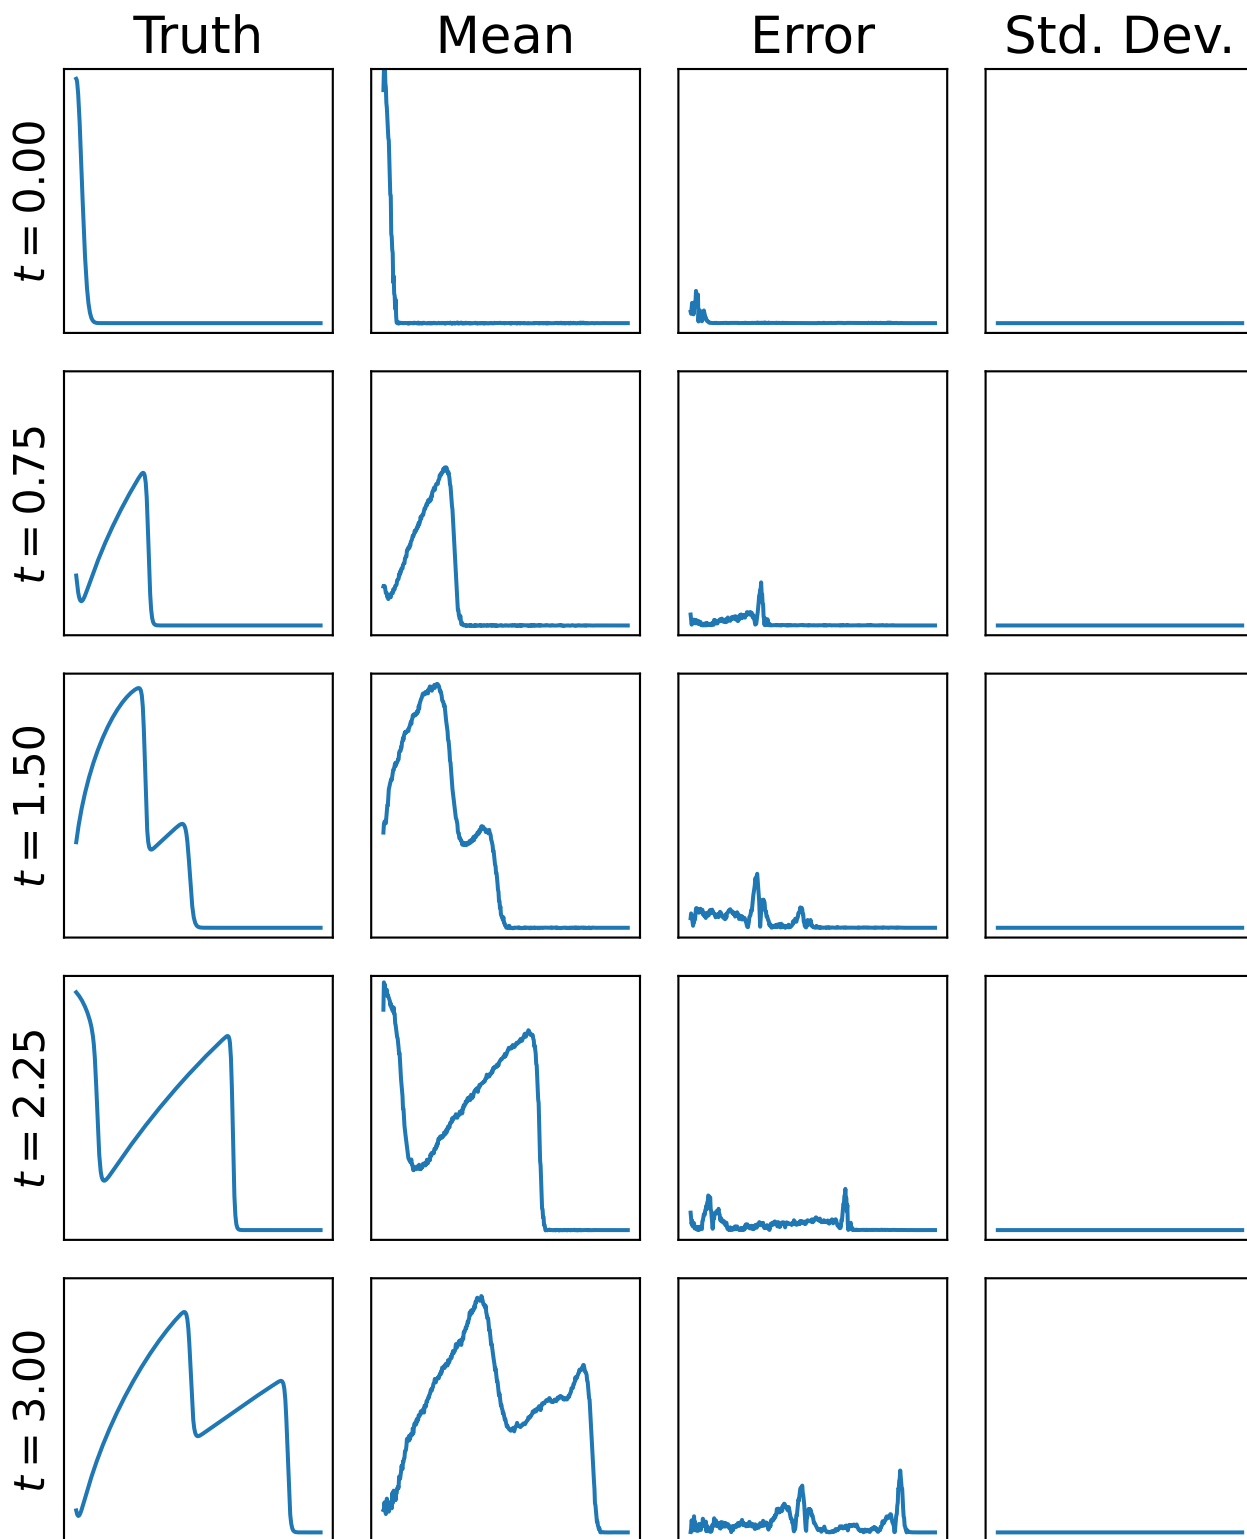 Truth Mean Error Std. Dev.
t = 0.00
t = 0.75
t = 1.50
t = 2.25
t = 3.00